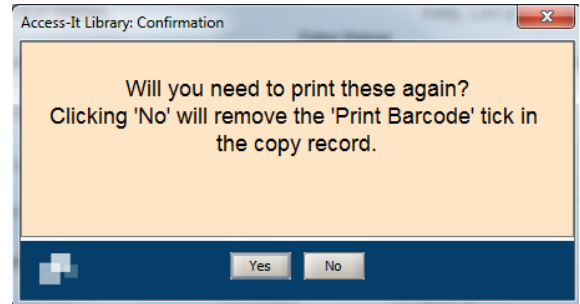 Access-It Library: Confirmation
Will you need to print these again?
Clicking 'No' will remove the 'Print Barcode' tick in
the copy record.
Yes
No